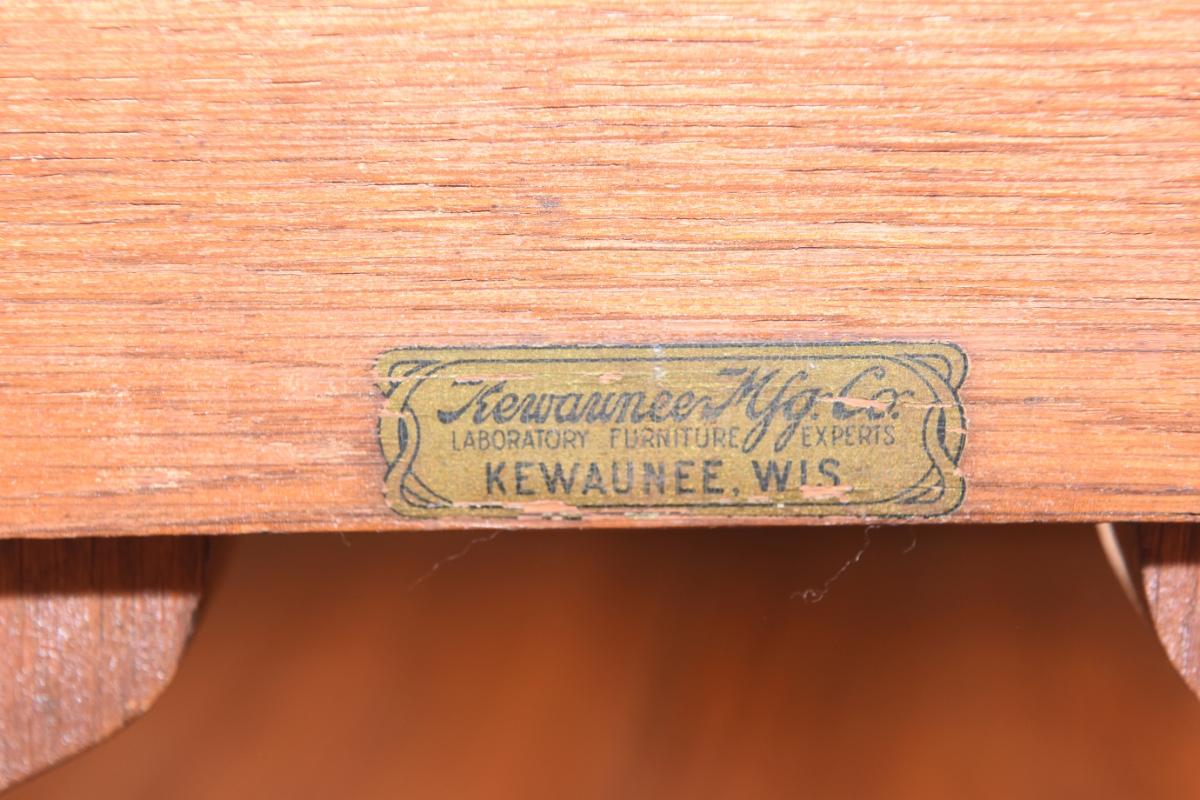 Kewaunee Mfg. Co.
LABORATORY FURNITURE EXPERTS
KEWAUNEE, WIS.